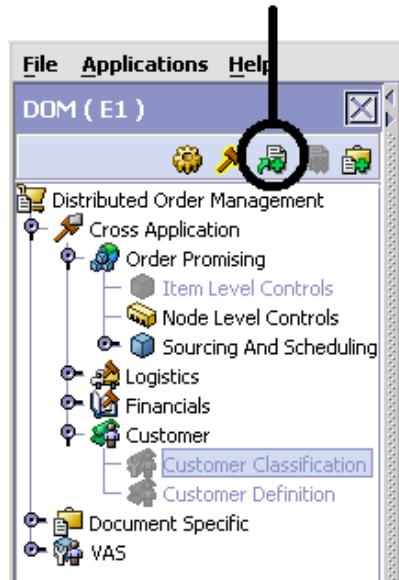 File Applications Help
DOM ( E1 )
Distributed Order Management
Cross Application
Order Promising
Item Level Controls
Node Level Controls
Sourcing And Scheduling
Logistics
Financials
Customer
Customer Classification
Customer Definition
Document Specific
VAS